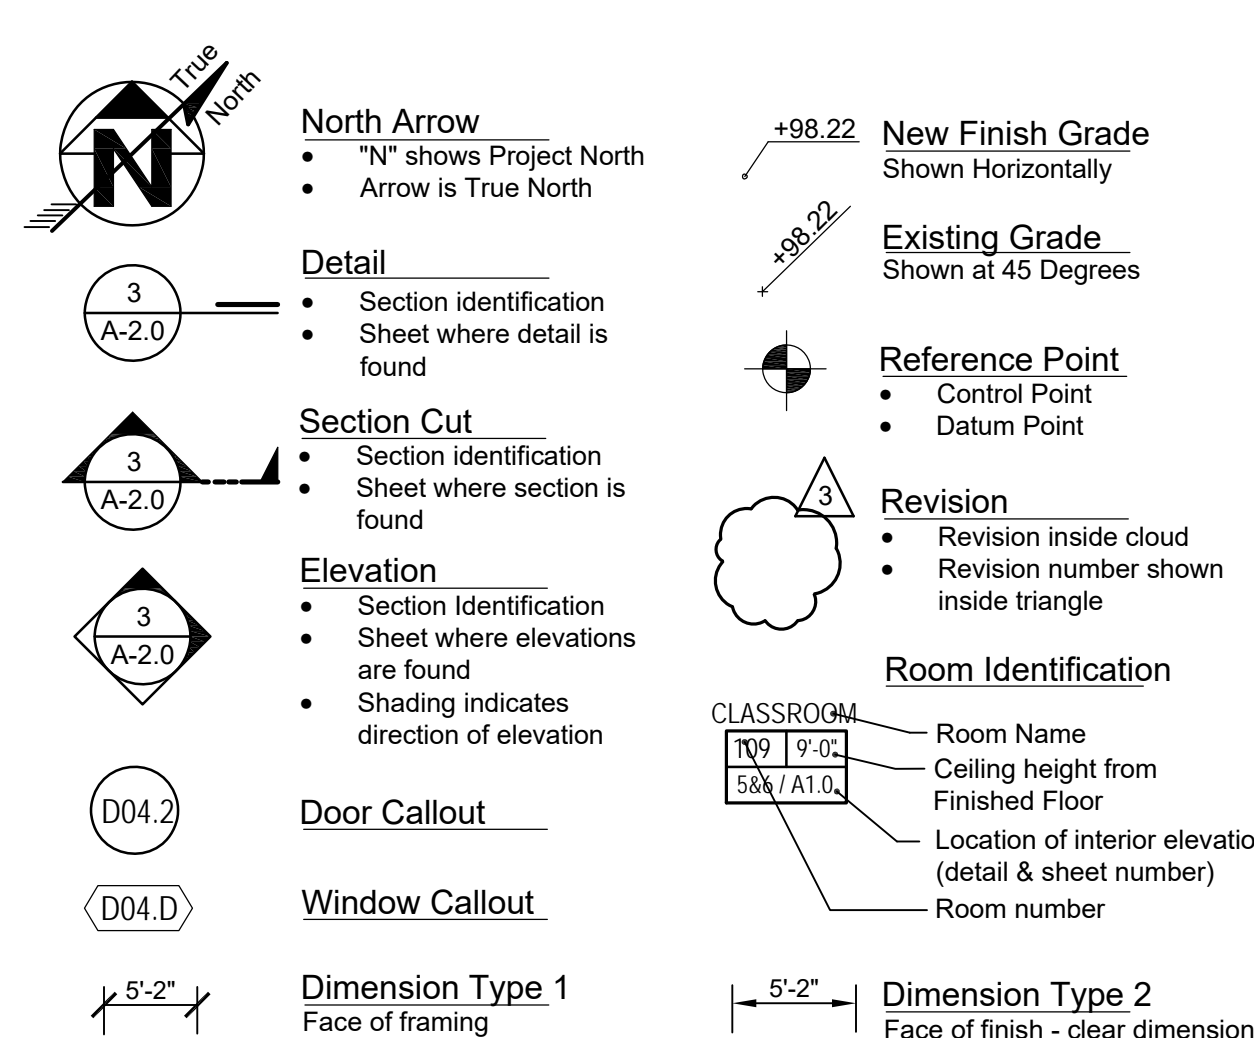 True
North
North Arrow
• "N" shows Project North
• Arrow is True North
3
A-2.0
Detail
• Section identification
• Sheet where detail is
found
3
A-2.0
Section Cut
• Section identification
• Sheet where section is
found
3
A-2.0
Elevation
• Section Identification
• Sheet where elevations
are found
• Shading indicates
direction of elevation
D04.2
Door Callout
D04.D
Window Callout
5'-2"
Dimension Type 1
Face of framing
+98.22
New Finish Grade
Shown Horizontally
+98.22
Existing Grade
Shown at 45 Degrees
Reference Point
• Control Point
• Datum Point
3
Revision
• Revision inside cloud
• Revision number shown
inside triangle
Room Identification
CLASSROOM
109 9'-0"
5&6 / A1.0
Room Name
Ceiling height from
Finished Floor
Location of interior elevatio
(detail & sheet number)
Room number
5'-2"
Dimension Type 2
Face of finish - clear dimension
N